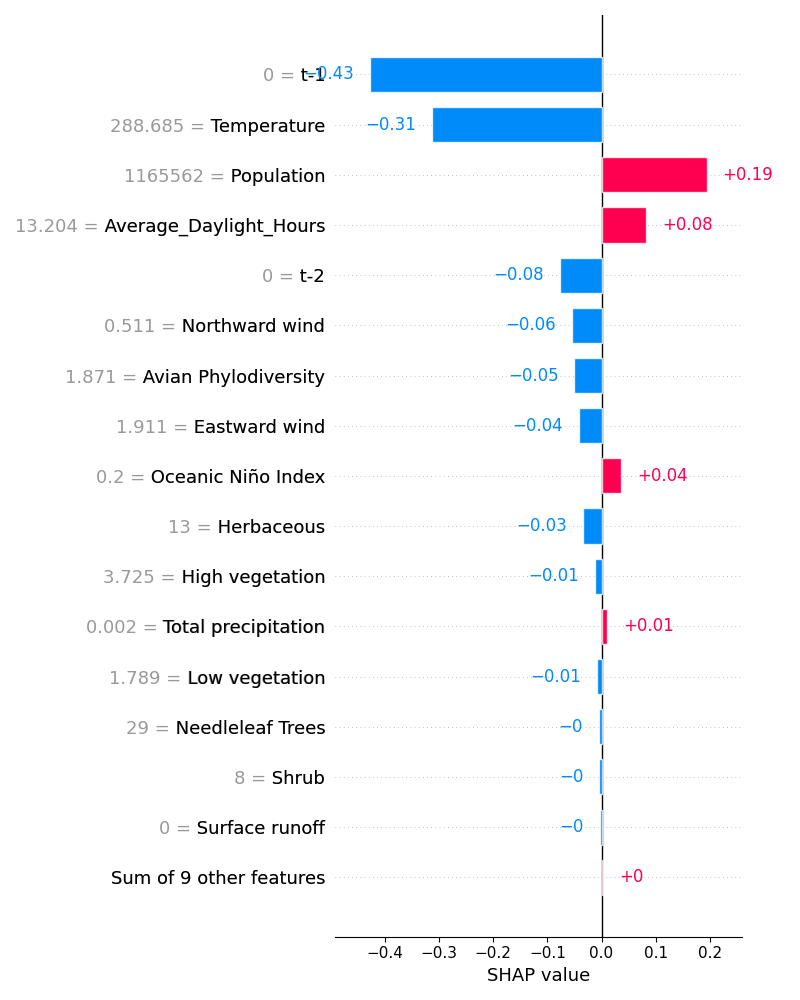 0 = t-1 −0.43
288.685 = Temperature −0.31
1165562 = Population +0.19
13.204 = Average_Daylight_Hours +0.08
0 = t-2 −0.08
0.511 = Northward wind −0.06
1.871 = Avian Phylodiversity −0.05
1.911 = Eastward wind −0.04
0.2 = Oceanic Niño Index +0.04
13 = Herbaceous −0.03
3.725 = High vegetation −0.01
0.002 = Total precipitation +0.01
1.789 = Low vegetation −0.01
29 = Needleleaf Trees −0
8 = Shrub −0
0 = Surface runoff −0
Sum of 9 other features +0
−0.4 −0.3 −0.2 −0.1 0.0 0.1 0.2
SHAP value